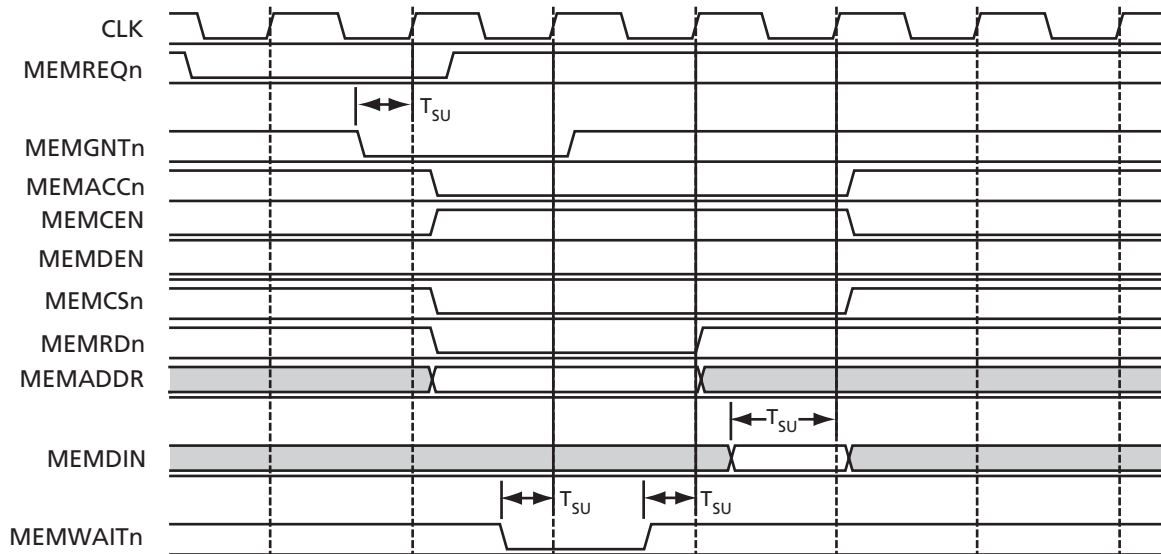 CLK
MEMREQn
TSU
MEMGNTn
MEMACCn
MEMCEN
MEMDEN
MEMCSn
MEMRDn
MEMADDR
TSU
MEMDIN
TSU TSU
MEMWAITn